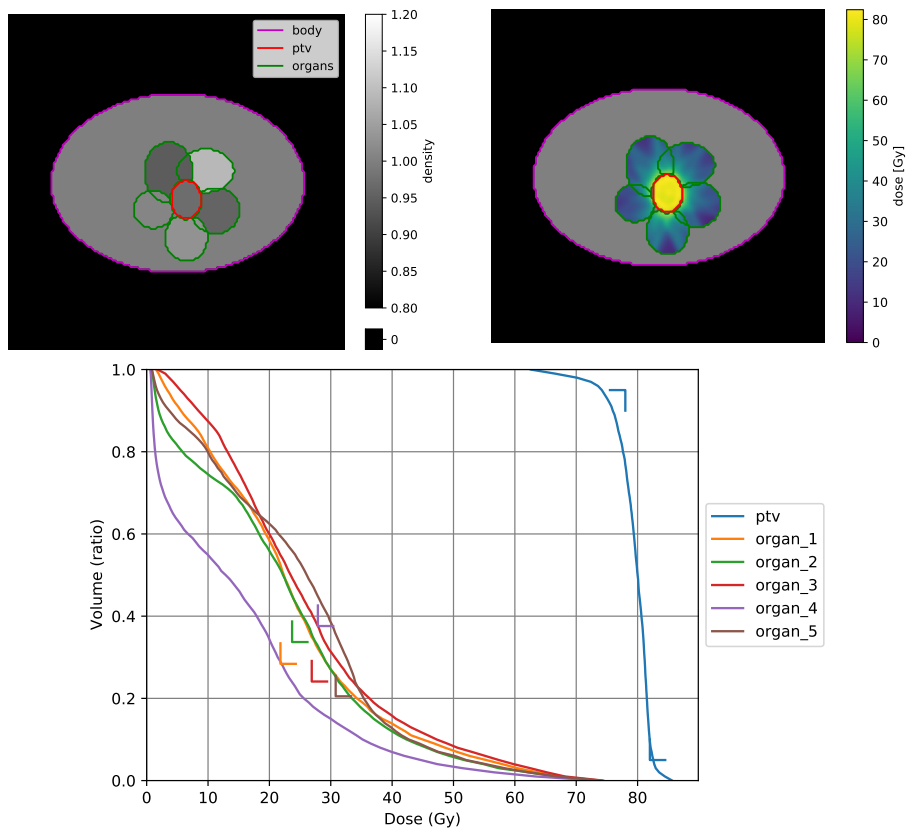 body
ptv
organs
1.20
1.15
1.10
1.05
1.00
0.95
0.90
0.85
0.80
0
density
80
70
60
50
40
30
20
10
0
dose [Gy]
1.0
0.8
0.6
0.4
0.2
0.0
Volume (ratio)
0 10 20 30 40 50 60 70 80
Dose (Gy)
ptv
organ_1
organ_2
organ_3
organ_4
organ_5